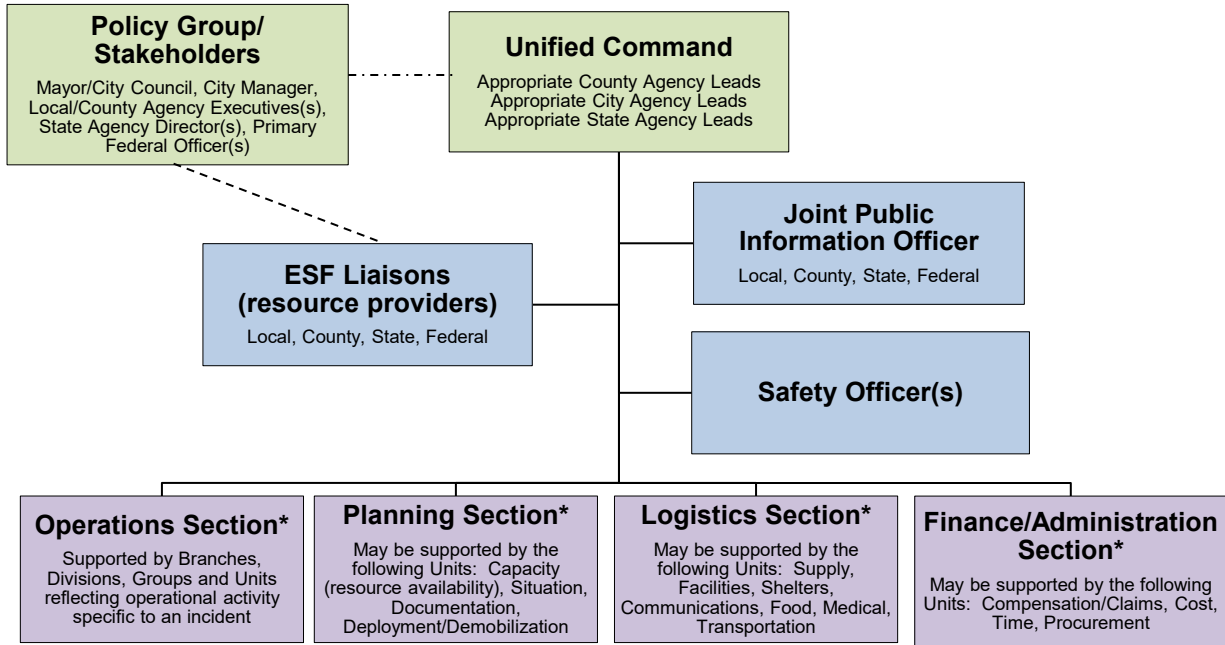 Policy Group/
Stakeholders
Mayor/City Council, City Manager,
Local/County Agency Executives(s),
State Agency Director(s), Primary
Federal Officer(s)
Unified Command
Appropriate County Agency Leads
Appropriate City Agency Leads
Appropriate State Agency Leads
Joint Public
Information Officer
Local, County, State, Federal
ESF Liaisons
(resource providers)
Local, County, State, Federal
Safety Officer(s)
Operations Section*
Supported by Branches,
Divisions, Groups and Units
reflecting operational activity
specific to an incident
Planning Section*
May be supported by the
following Units: Capacity
(resource availability), Situation,
Documentation,
Deployment/Demobilization
Logistics Section*
May be supported by the
following Units: Supply,
Facilities, Shelters,
Communications, Food, Medical,
Transportation
Finance/Administration
Section*
May be supported by the following
Units: Compensation/Claims, Cost,
Time, Procurement